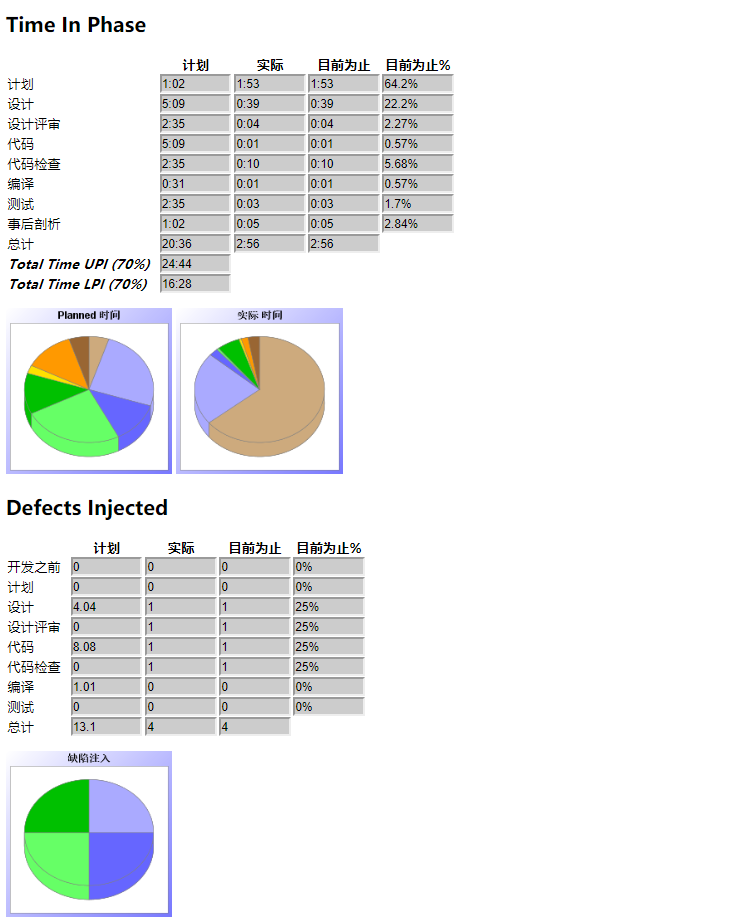 Time In Phase
计划 实际 目前为止 目前为止%
计划 1:02 1:53 1:53 64.2%
设计 5:09 0:39 0:39 22.2%
设计评审 2:35 0:04 0:04 2.27%
代码 5:09 0:01 0:01 0.57%
代码检查 2:35 0:10 0:10 5.68%
编译 0:31 0:01 0:01 0.57%
测试 2:35 0:03 0:03 1.7%
事后剖析 1:02 0:05 0:05 2.84%
总计 20:36 2:56 2:56
Total Time UPI (70%) 24:44
Total Time LPI (70%) 16:28
Planned 时间 实际 时间
Defects Injected
计划 实际 目前为止 目前为止%
开发之前 0 0 0 0%
计划 0 0 0 0%
设计 4.04 1 1 25%
设计评审 0 1 1 25%
代码 8.08 1 1 25%
代码检查 0 1 1 25%
编译 1.01 0 0 0%
测试 0 0 0 0%
总计 13.1 4 4
缺陷注入